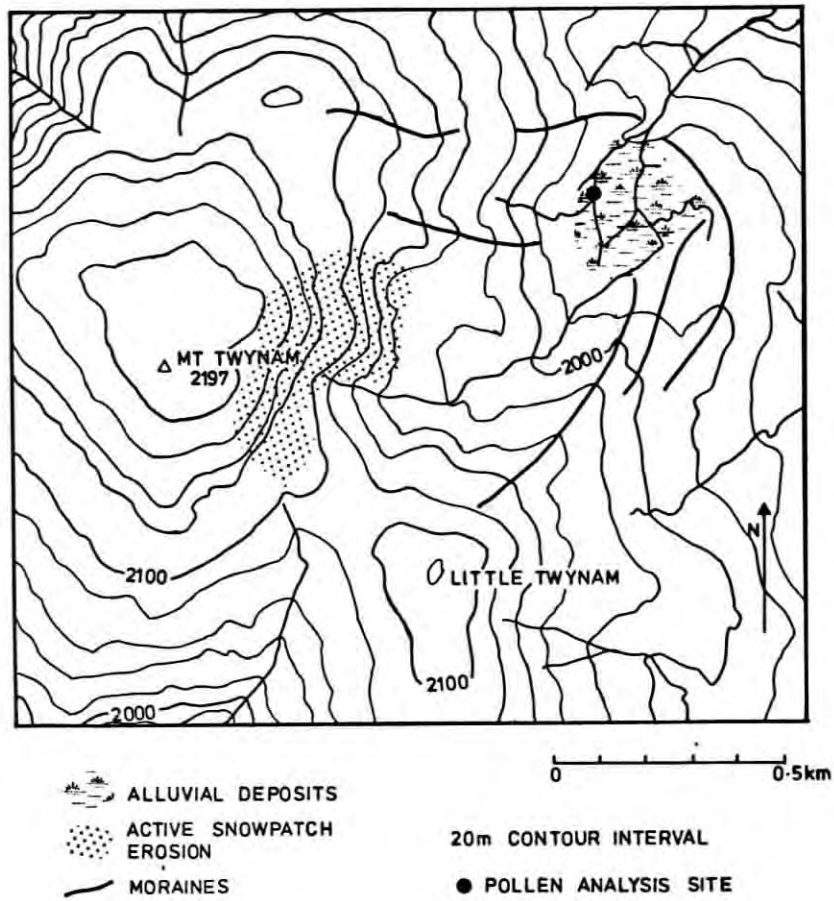 MT TWYNAM
2197
2000
N
2100
LITTLE TWYNAM
2100
2000
0 0·5km
ALLUVIAL DEPOSITS
ACTIVE SNOWPATCH
EROSION
20m CONTOUR INTERVAL
MORAINES
POLLEN ANALYSIS SITE